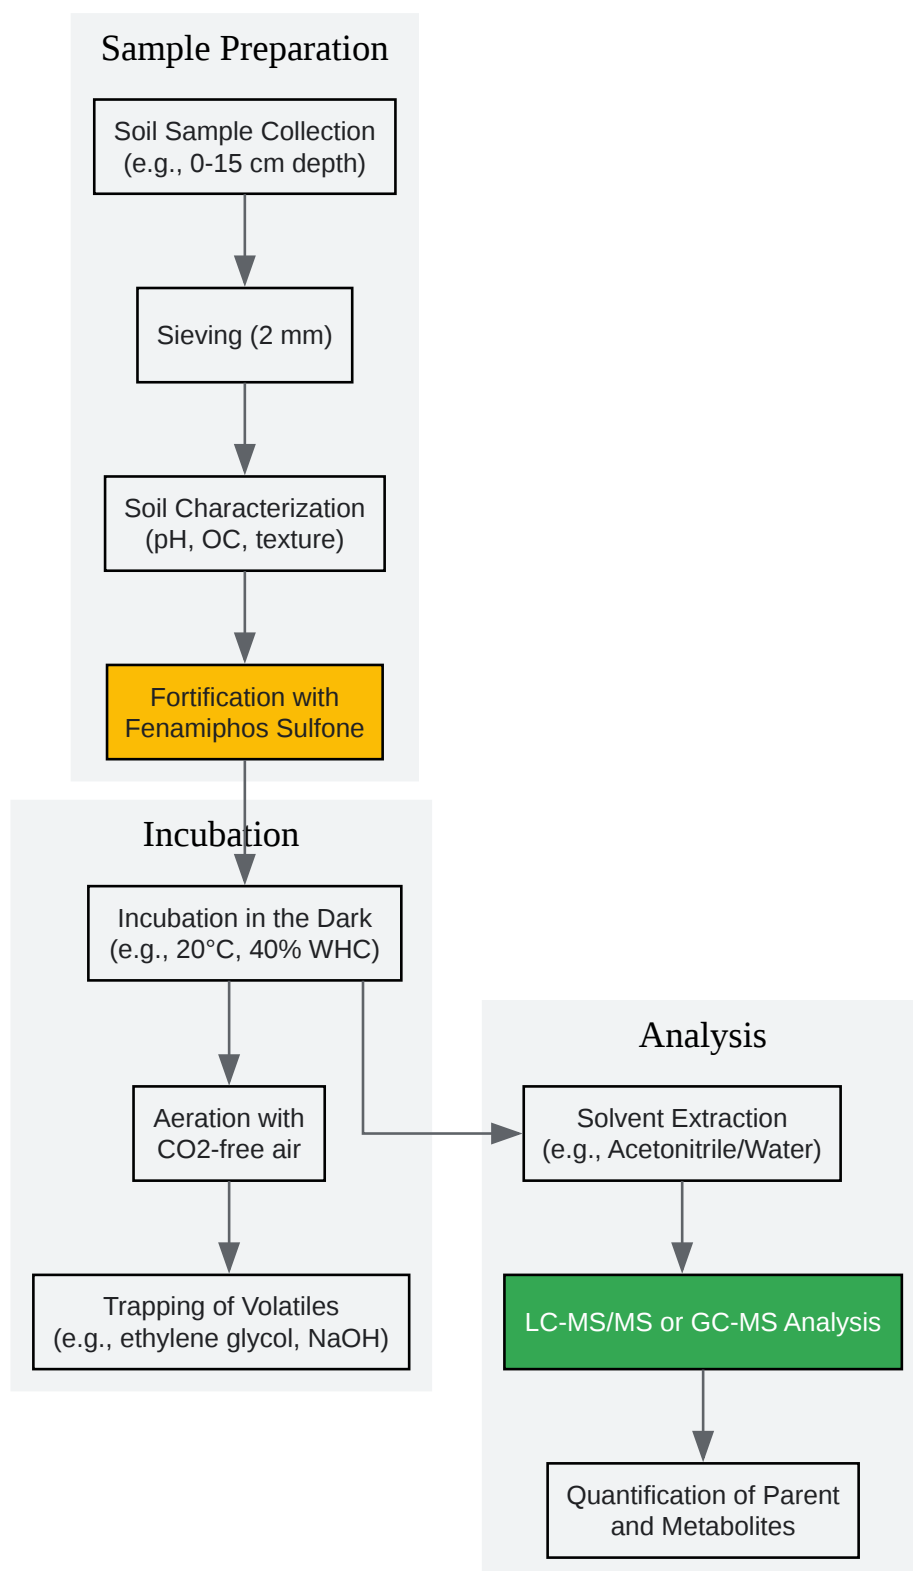 Sample Preparation
Soil Sample Collection
(e.g., 0-15 cm depth)
Sieving (2 mm)
Soil Characterization
(pH, OC, texture)
Fortification with
Fenamiphos Sulfone
Incubation
Incubation in the Dark
(e.g., 20°C, 40% WHC)
Aeration with
CO2-free air
Trapping of Volatiles
(e.g., ethylene glycol, NaOH)
Analysis
Solvent Extraction
(e.g., Acetonitrile/Water)
LC-MS/MS or GC-MS Analysis
Quantification of Parent
and Metabolites